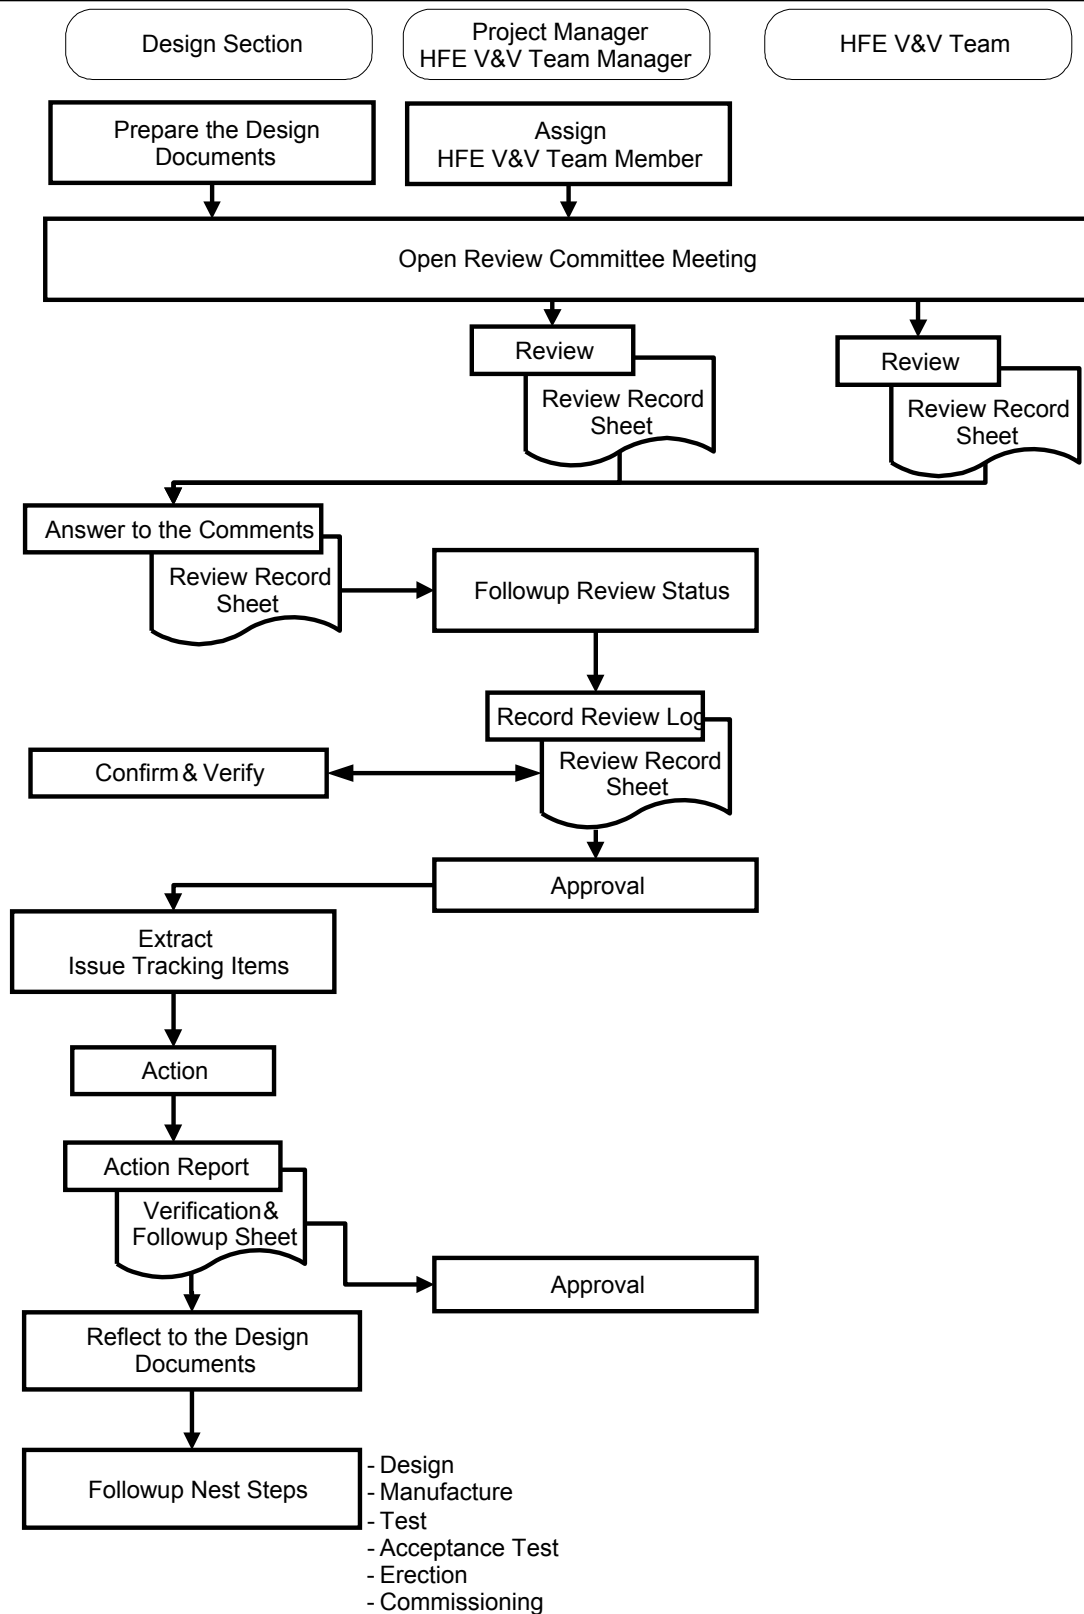 Design Section
Project Manager
HFE V&V Team Manager
HFE V&V Team
Prepare the Design
Documents
Assign
HFE V&V Team Member
Open Review Committee Meeting
Review
Review Record
Sheet
Review
Review Record
Sheet
Answer to the Comments
Review Record
Sheet
Followup Review Status
Record Review Log
Review Record
Sheet
Confirm & Verify
Approval
Extract
Issue Tracking Items
Action
Action Report
Verification&
Followup Sheet
Approval
Reflect to the Design
Documents
Followup Nest Steps
- Design
- Manufacture
- Test
- Acceptance Test
- Erection
- Commissioning